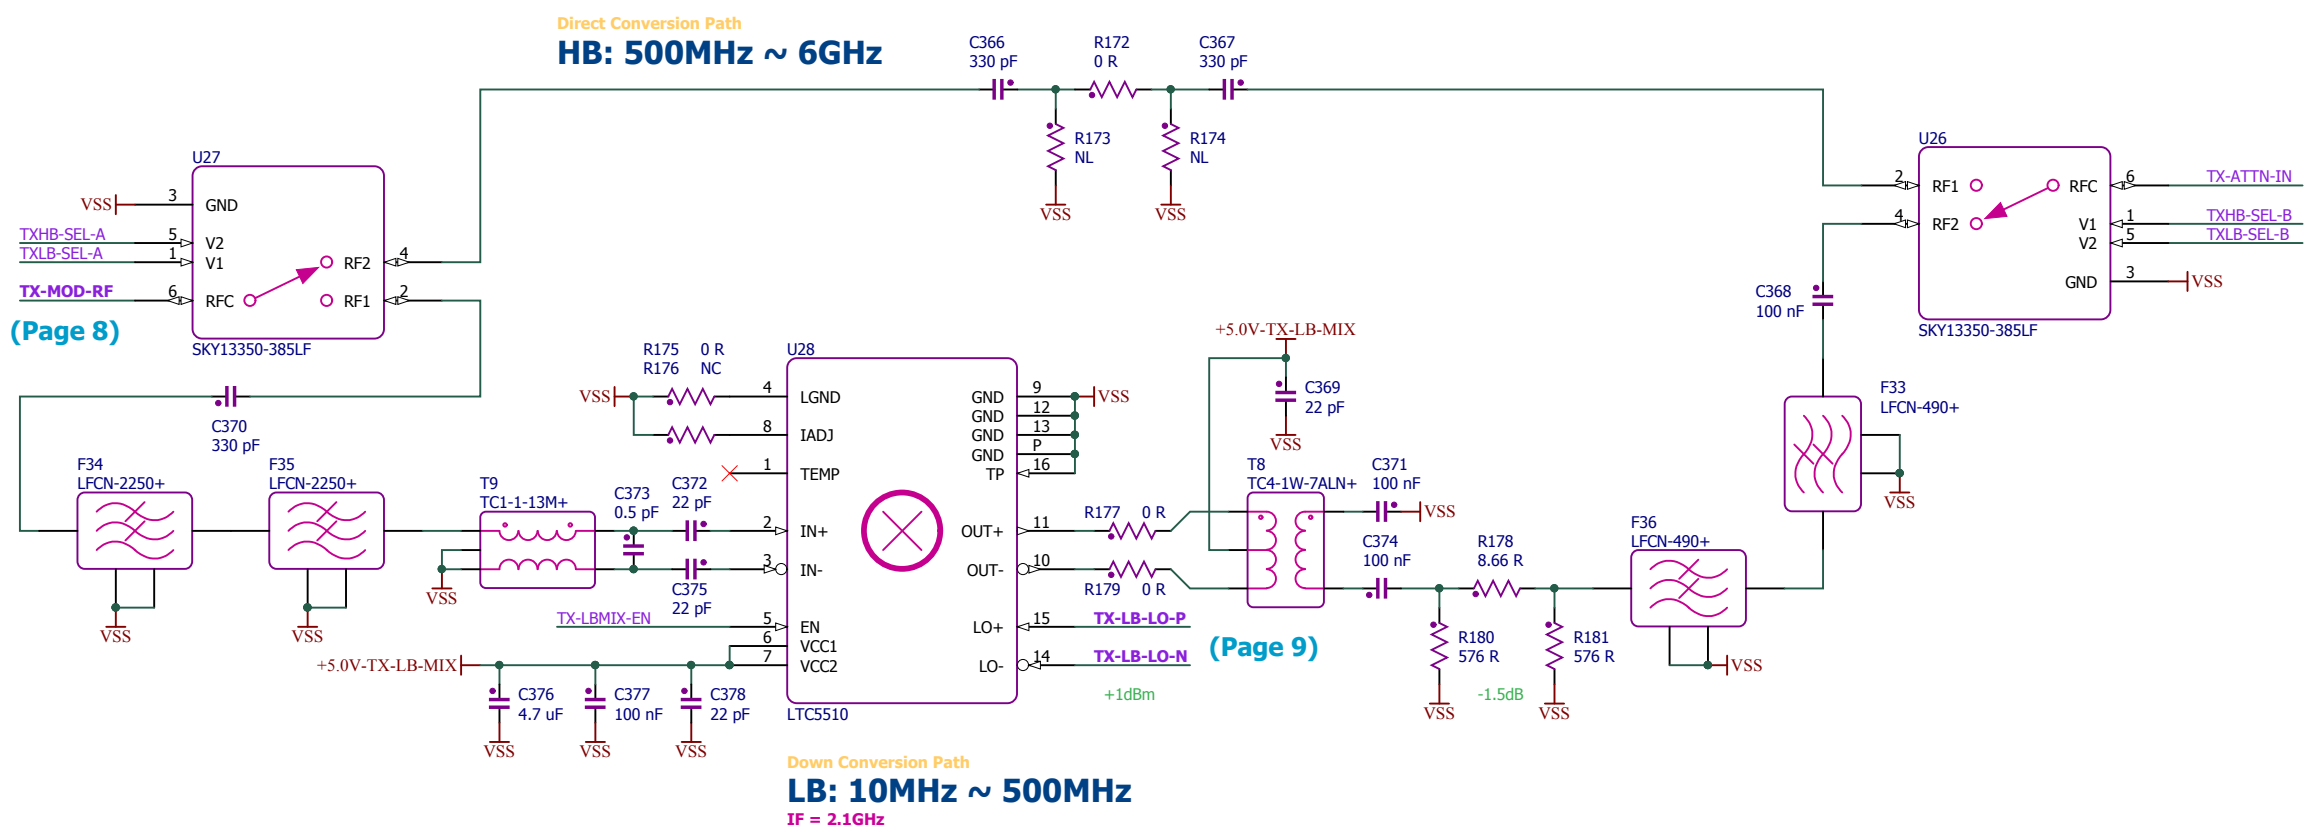 Direct Conversion Path
HB: 500MHz ~ 6GHz
C366
330 pF
R172
0 R
C367
330 pF
R173
NL
VSS
R174
NL
VSS
U27
VSS
3
GND
TXHB-SEL-A
5
V2
TXLB-SEL-A
1
V1
TX-MOD-RF
6
RFC
RF2
4
RF1
2
(Page 8)
SKY13350-385LF
U26
2
RF1
RFC
6
TX-ATTN-IN
4
RF2
V1
1
TXHB-SEL-B
V2
5
TXLB-SEL-B
GND
3
VSS
SKY13350-385LF
C368
100 nF
F33
LFCN-490+
VSS
C370
330 pF
F34
LFCN-2250+
VSS
F35
LFCN-2250+
VSS
T9
TC1-1-13M+
VSS
C373
0.5 pF
C372
22 pF
C375
22 pF
R175 0 R
R176 NC
VSS
U28
4
LGND
8
IADJ
1
TEMP
2
IN+
3
IN-
TX-LBMIX-EN
5
EN
6
VCC1
7
VCC2
+5.0V-TX-LB-MIX
C376
4.7 uF
VSS
C377
100 nF
VSS
C378
22 pF
VSS
GND
9
VSS
GND
12
GND
13
GND
P
TP
16
OUT+
11
OUT-
10
LO+
15
TX-LB-LO-P
LO-
14
TX-LB-LO-N
+1dBm
LTC5510
(Page 9)
R177 0 R
R179 0 R
+5.0V-TX-LB-MIX
C369
22 pF
VSS
T8
TC4-1W-7ALN+
C371
100 nF
VSS
C374
100 nF
R178
8.66 R
R180
576 R
VSS
-1.5dB
R181
576 R
VSS
F36
LFCN-490+
VSS
Down Conversion Path
LB: 10MHz ~ 500MHz
IF = 2.1GHz